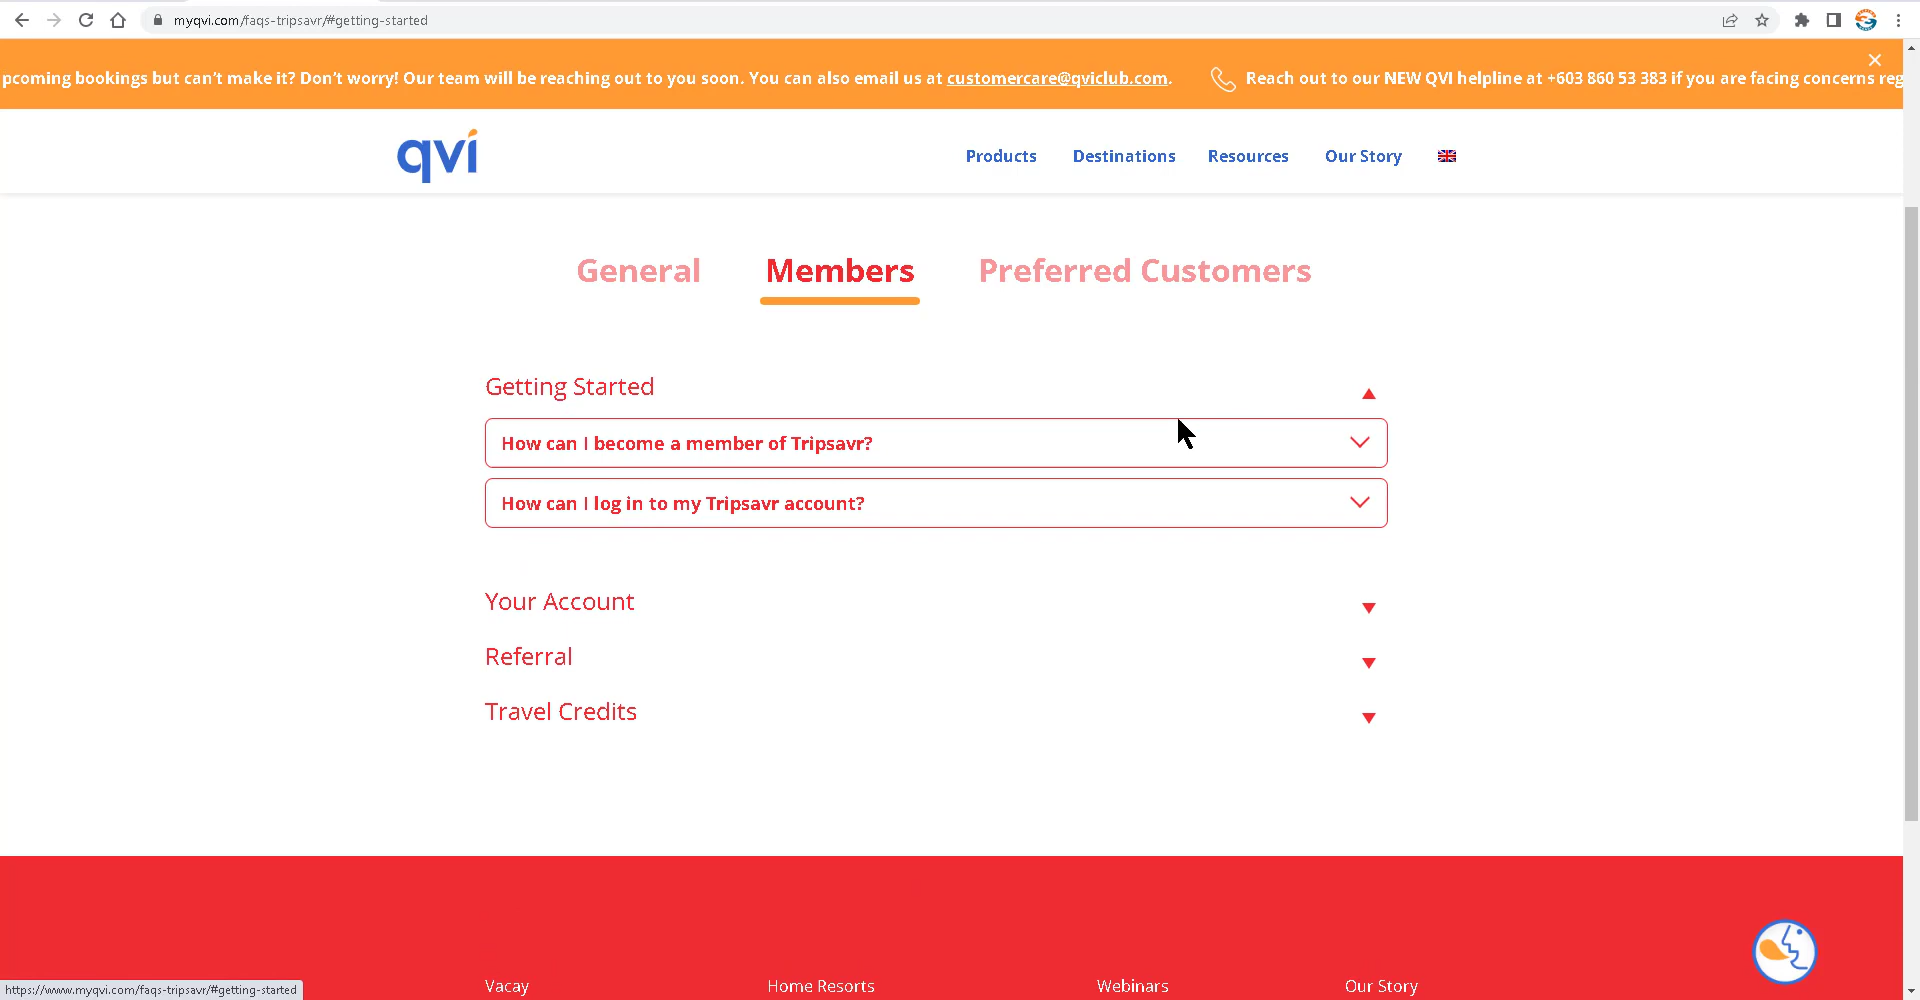 myqvi.com/faqs-tripsavr/#getting-started
pcoming bookings but can't make it? Don't worry! Our team will be reaching out to you soon. You can also email us at customercare@qviclub.com. Reach out to our NEW QVI helpline at +603 860 53 383 if you are facing concerns reg
qvi
Products Destinations Resources Our Story
General Members Preferred Customers
Getting Started
How can I become a member of Tripsavr?
How can I log in to my Tripsavr account?
Your Account
Referral
Travel Credits
Vacay Home Resorts Webinars Our Story
https://www.myqvi.com/faqs-tripsavr/#getting-started